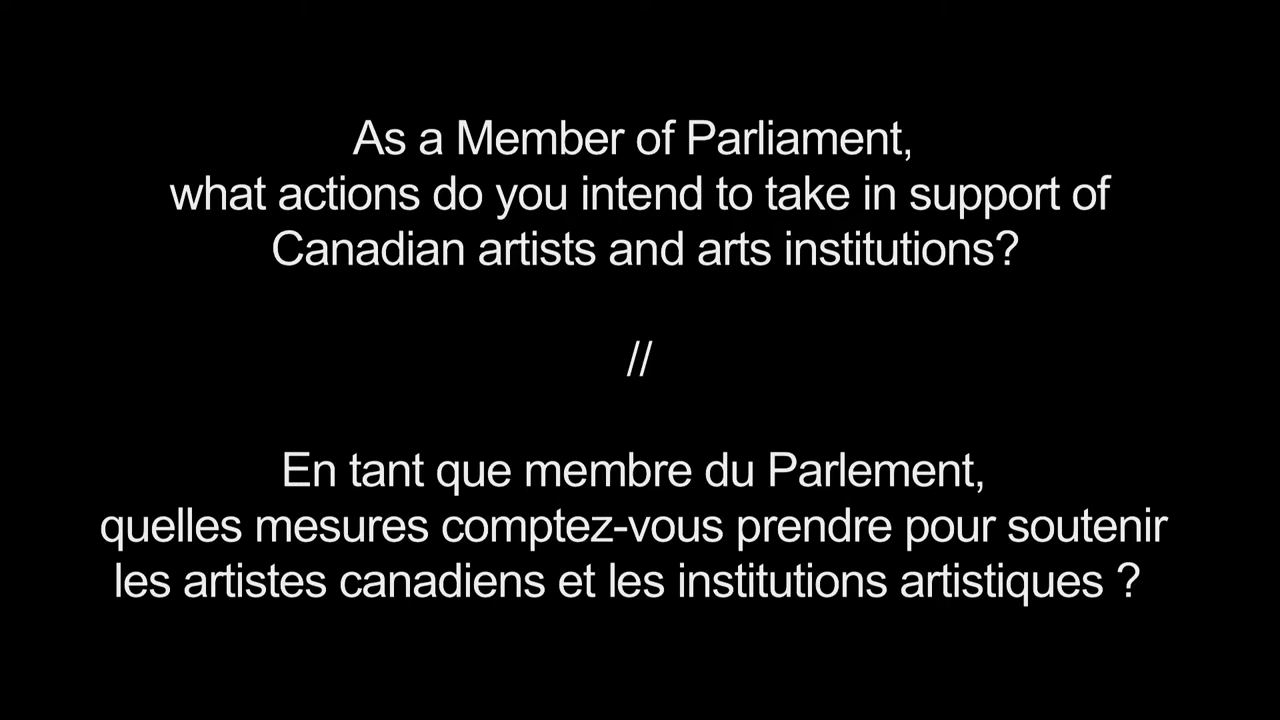 As a Member of Parliament,
what actions do you intend to take in support of
Canadian artists and arts institutions?
//
En tant que membre du Parlement,
quelles mesures comptez-vous prendre pour soutenir
les artistes canadiens et les institutions artistiques ?